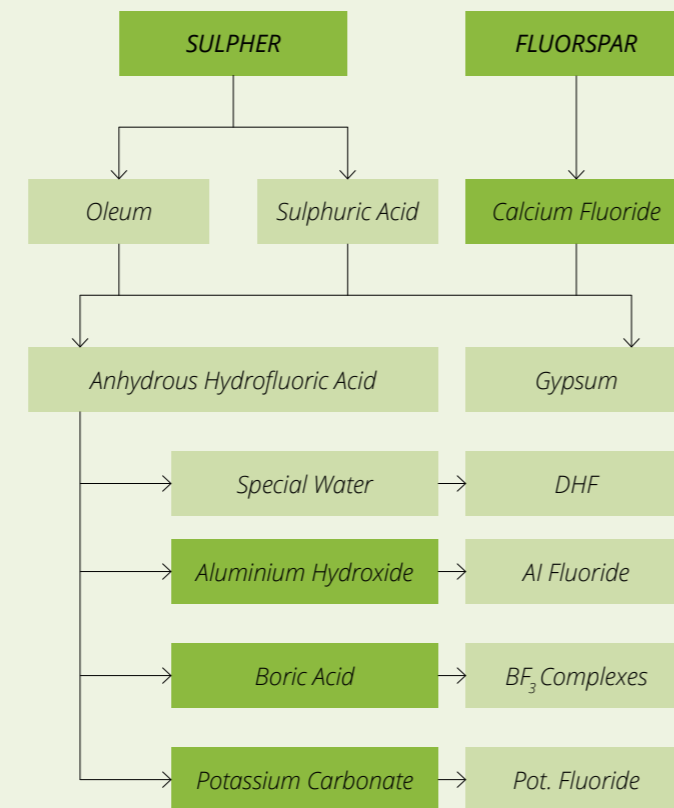 SULPHER
FLUORSPAR
Oleum
Sulphuric Acid
Calcium Fluoride
Anhydrous Hydrofluoric Acid
Gypsum
Special Water
DHF
Aluminium Hydroxide
Al Fluoride
Boric Acid
BF₃ Complexes
Potassium Carbonate
Pot. Fluoride